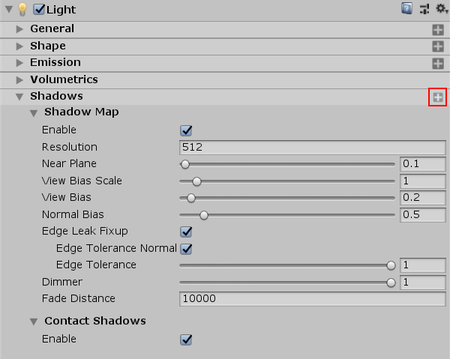 Light
General
Shape
Emission
Volumetrics
Shadows
Shadow Map
Enable
Resolution 512
Near Plane 0.1
View Bias Scale 1
View Bias 0.2
Normal Bias 0.5
Edge Leak Fixup
Edge Tolerance Normal
Edge Tolerance 1
Dimmer 1
Fade Distance 10000
Contact Shadows
Enable